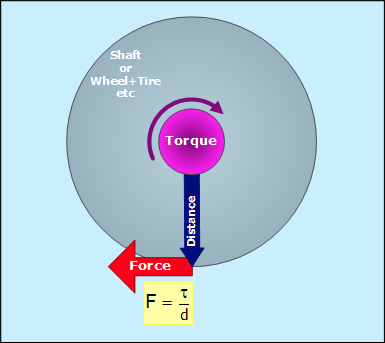 Shaft
or
Wheel+Tire
etc
Torque
Distance
Force
F = τ/d